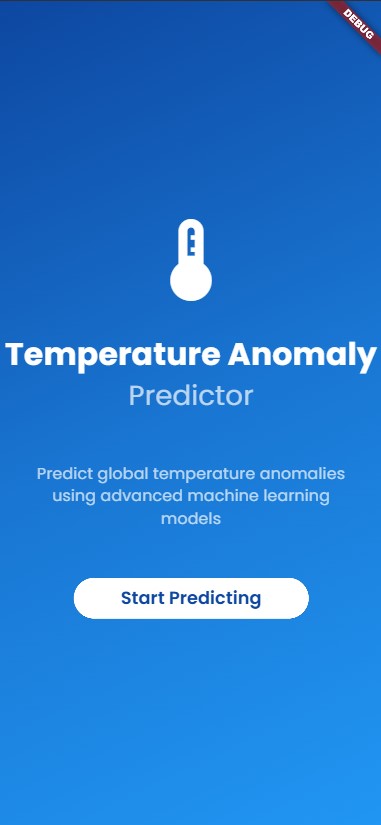 DEBUG
Temperature Anomaly
Predictor
Predict global temperature anomalies
using advanced machine learning
models
Start Predicting